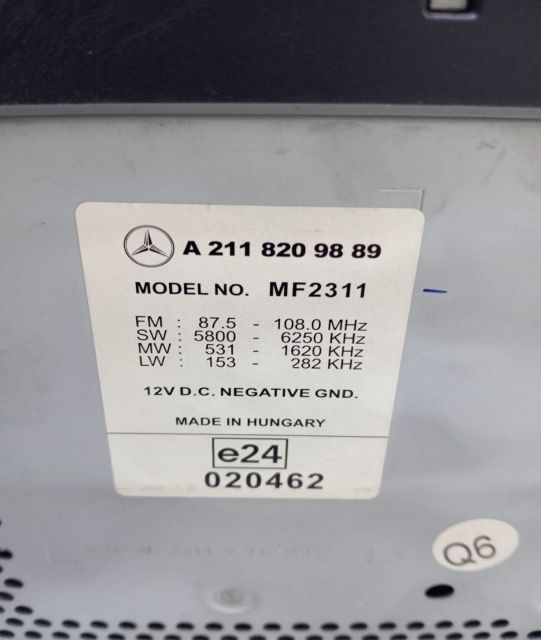 A 211 820 98 89
MODEL NO. MF2311
FM : 87.5 - 108.0 MHz
SW : 5800 - 6250 KHz
MW : 531 - 1620 KHz
LW : 153 - 282 KHz
12V D.C. NEGATIVE GND.
MADE IN HUNGARY
e24
020462
Q6